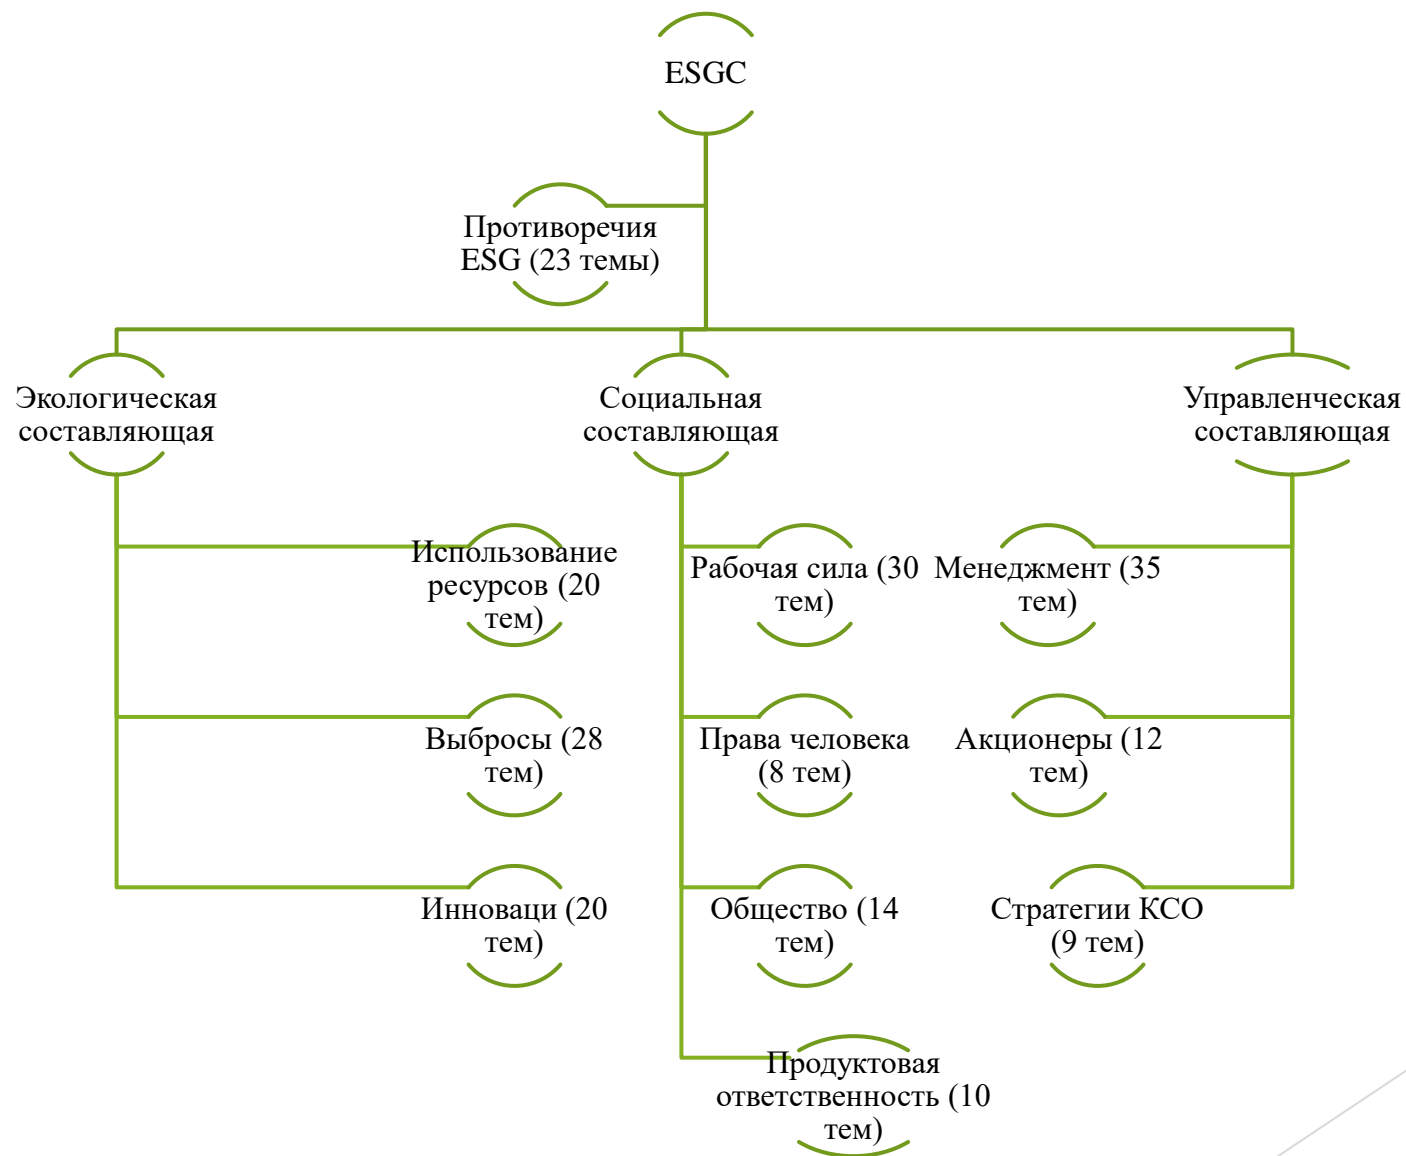 ESGC
Противоречия
ESG (23 темы)
Экологическая
составляющая
Социальная
составляющая
Управленческая
составляющая
Использование
ресурсов (20
тем)
Рабочая сила (30
тем)
Менеджмент (35
тем)
Выбросы (28
тем)
Права человека
(8 тем)
Акционеры (12
тем)
Инноваци (20
тем)
Общество (14
тем)
Стратегии КСО
(9 тем)
Продуктовая
ответственность (10
тем)